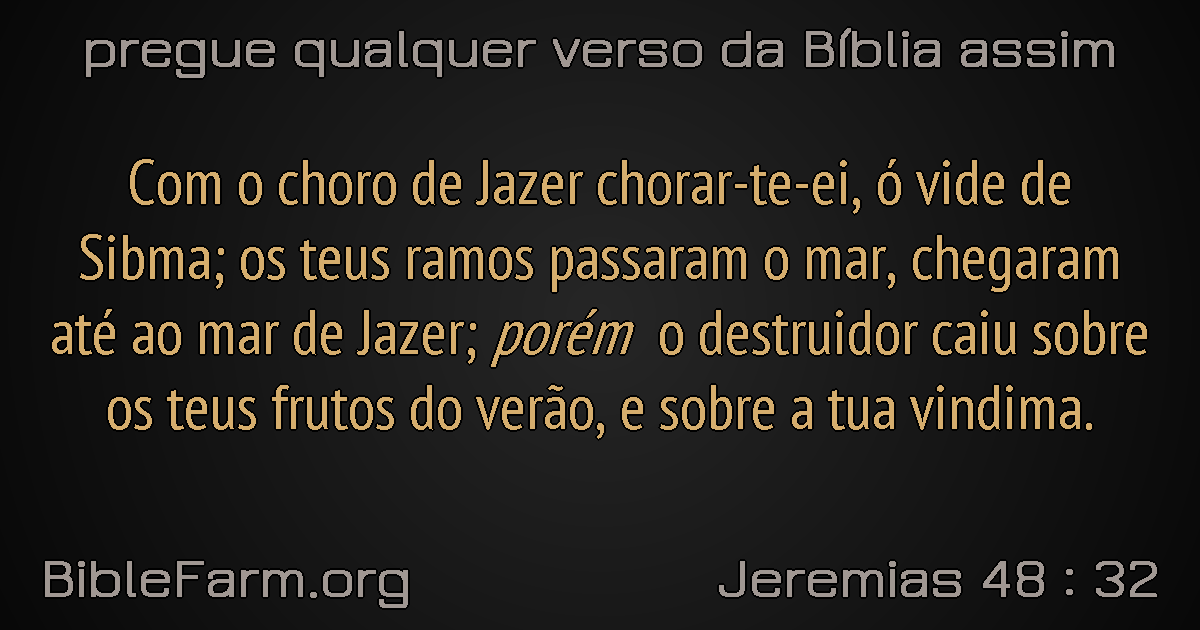 pregue qualquer verso da Bíblia assim
Com o choro de Jazer chorar-te-ei, ó vide de
Sibma; os teus ramos passaram o mar, chegaram
até ao mar de Jazer; porém o destruidor caiu sobre
os teus frutos do verão, e sobre a tua vindima.
BibleFarm.org
Jeremias 48 : 32